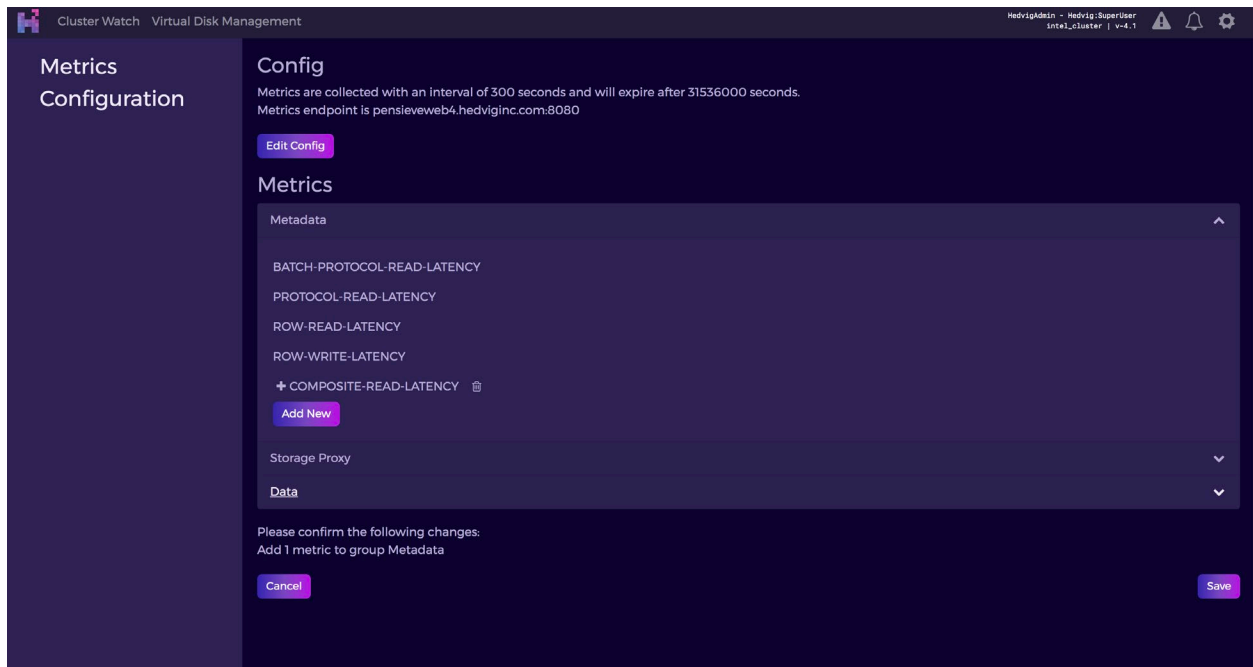 Cluster Watch Virtual Disk Management
HedvigAdmin - Hedvig:SuperUser
intel_cluster | v-4.1
Metrics
Configuration
Config
Metrics are collected with an interval of 300 seconds and will expire after 31536000 seconds.
Metrics endpoint is pensieveweb4.hedviginc.com:8080
Edit Config
Metrics
Metadata
BATCH-PROTOCOL-READ-LATENCY
PROTOCOL-READ-LATENCY
ROW-READ-LATENCY
ROW-WRITE-LATENCY
+ COMPOSITE-READ-LATENCY
Add New
Storage Proxy
Data
Please confirm the following changes:
Add 1 metric to group Metadata
Cancel
Save